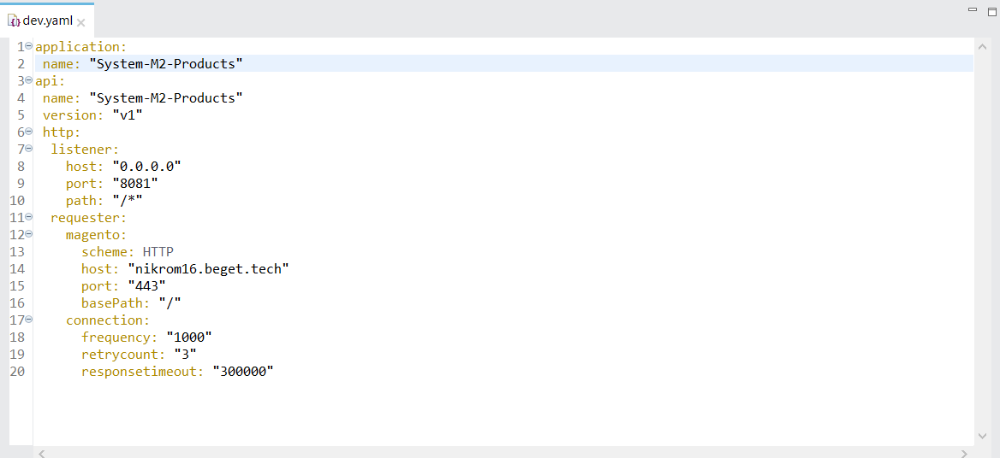 dev.yaml
1 application:
2  name: "System-M2-Products"
3 api:
4  name: "System-M2-Products"
5  version: "v1"
6  http:
7   listener:
8     host: "0.0.0.0"
9     port: "8081"
10     path: "/*"
11   requester:
12     magento:
13       scheme: HTTP
14       host: "nikrom16.beget.tech"
15       port: "443"
16       basePath: "/"
17     connection:
18       frequency: "1000"
19       retrycount: "3"
20       responsetimeout: "300000"